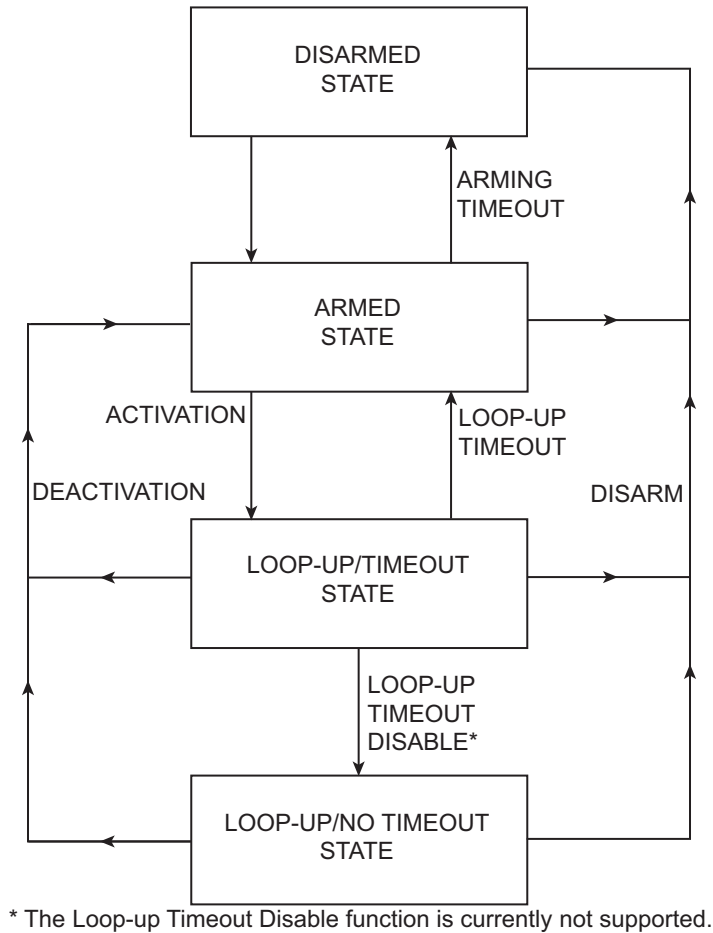 DISARMED
STATE
ARMING
TIMEOUT
ARMED
STATE
ACTIVATION
LOOP-UP
TIMEOUT
DEACTIVATION
DISARM
LOOP-UP/TIMEOUT
STATE
LOOP-UP
TIMEOUT
DISABLE*
LOOP-UP/NO TIMEOUT
STATE
* The Loop-up Timeout Disable function is currently not supported.